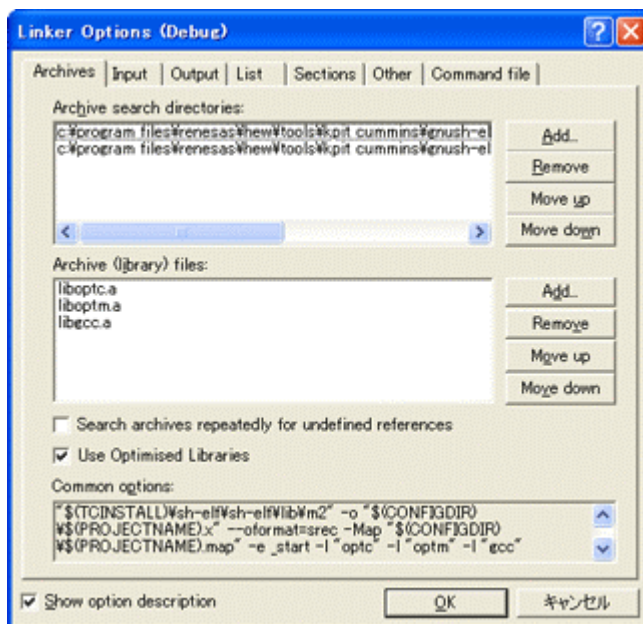 Linker Options (Debug)
Archives Input Output List Sections Other Command file
Archive search directories:
c:¥program files¥renesas¥hew¥tools¥kpit cummins¥gnush-el
c:¥program files¥renesas¥hew¥tools¥kpit cummins¥gnush-el
Add...
Remove
Move up
Move down
Archive (library) files:
liboptc.a
liboptm.a
libgcc.a
Add...
Remove
Move up
Move down
Search archives repeatedly for undefined references
Use Optimised Libraries
Common options:
"$(TCINSTALL)¥sh-elf¥sh-elf¥lib¥m2" -o "$(CONFIGDIR)
¥$(PROJECTNAME).x" --oformat=srec -Map "$(CONFIGDIR)
¥$(PROJECTNAME).map" -e _start -l "optc" -l "optm" -l "gcc"
Show option description
OK
キャンセル